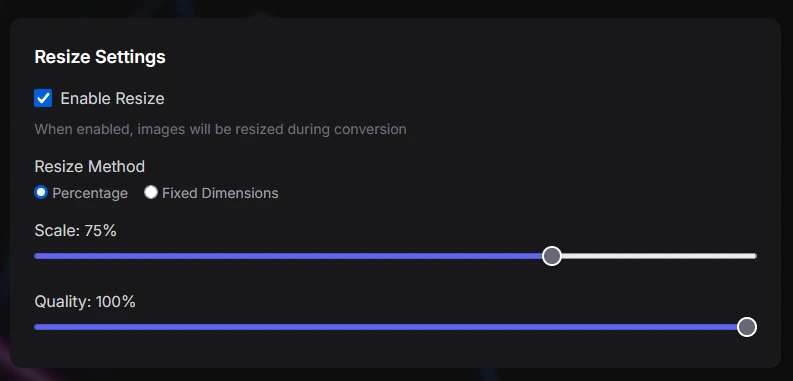 Resize Settings
Enable Resize
When enabled, images will be resized during conversion
Resize Method
Percentage Fixed Dimensions
Scale: 75%
Quality: 100%